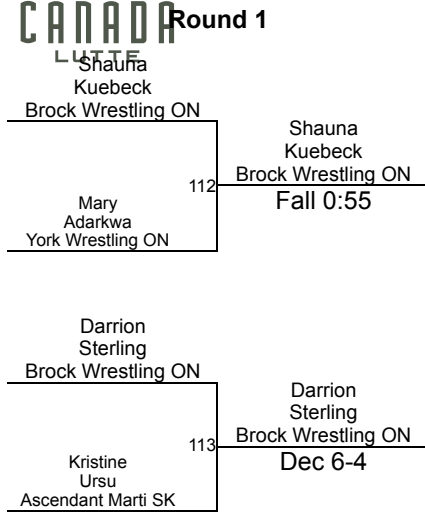 CANADA
Round 1
LUTTE
Shauna
Kuebeck
Brock Wrestling ON
Shauna
Kuebeck
Brock Wrestling ON
112
Fall 0:55
Mary
Adarkwa
York Wrestling ON
Darrion
Sterling
Brock Wrestling ON
Darrion
Sterling
Brock Wrestling ON
113
Dec 6-4
Kristine
Ursu
Ascendant Marti SK